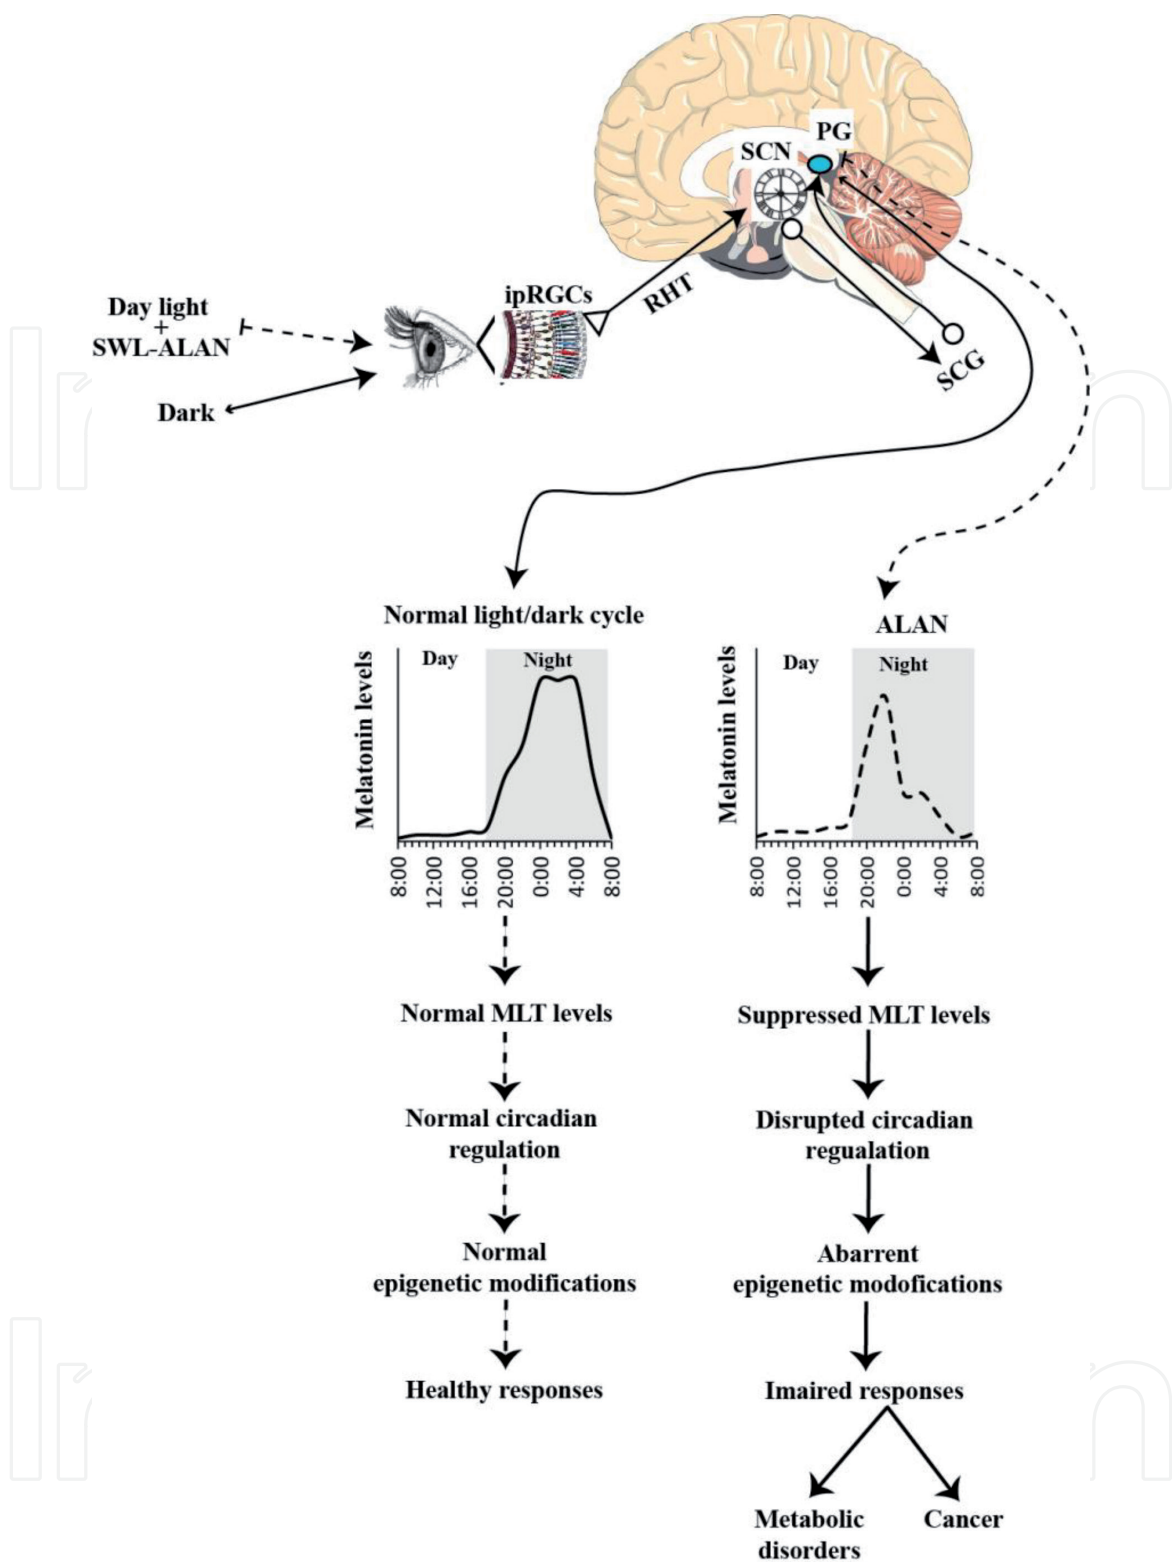 PG
SCN
ipRGCs
RHT
Day light
+
SWL-ALAN
Dark
SCG
Normal light/dark cycle
Melatonin levels
Day
Night
8:00
12:00
16:00
20:00
0:00
4:00
8:00
ALAN
Melatonin levels
Day
Night
8:00
12:00
16:00
20:00
0:00
4:00
8:00
Normal MLT levels
Normal circadian
regulation
Normal
epigenetic modifications
Healthy responses
Suppressed MLT levels
Disrupted circadian
regualation
Abarrent
epigenetic modofications
Imaired responses
Metabolic
disorders
Cancer